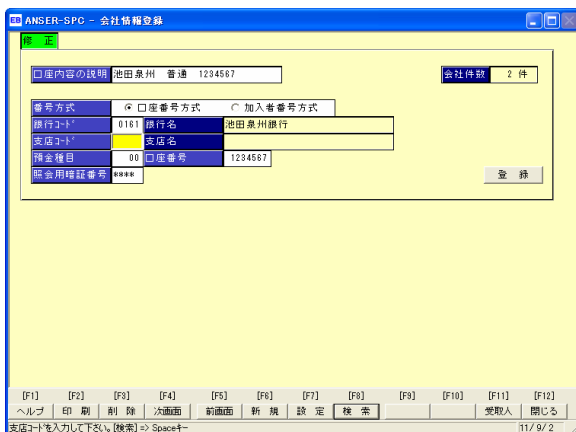 EB ANSER-SPC - 会社情報登録
修 正
口座内容の説明 池田泉州 普通 1234567 会社件数 2 件
番号方式 口座番号方式 加入者番号方式
銀行ｺｰﾄﾞ 0161 銀行名 池田泉州銀行
支店ｺｰﾄﾞ 支店名
預金種目 00 口座番号 1234567
照会用暗証番号 ****
登 録
[F1] [F2] [F3] [F4] [F5] [F6] [F7] [F8] [F9] [F10] [F11] [F12]
ヘルプ 印 刷 削 除 次画面 前画面 新 規 設 定 検 索 受取人 閉じる
支店ｺｰﾄﾞを入力して下さい。[検索] => Spaceｷｰ 11/ 9/ 2